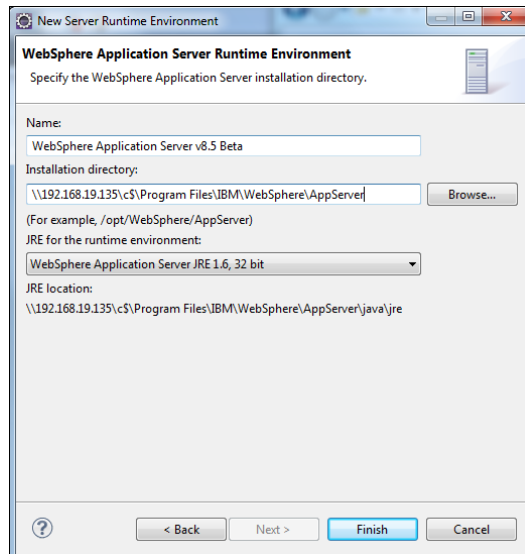 New Server Runtime Environment
WebSphere Application Server Runtime Environment
Specify the WebSphere Application Server installation directory.
Name:
WebSphere Application Server v8.5 Beta
Installation directory:
\\192.168.19.135\c$\Program Files\IBM\WebSphere\AppServer
Browse...
(For example, /opt/WebSphere/AppServer)
JRE for the runtime environment:
WebSphere Application Server JRE 1.6, 32 bit
JRE location:
\\192.168.19.135\c$\Program Files\IBM\WebSphere\AppServer\java\jre
? < Back Next > Finish Cancel